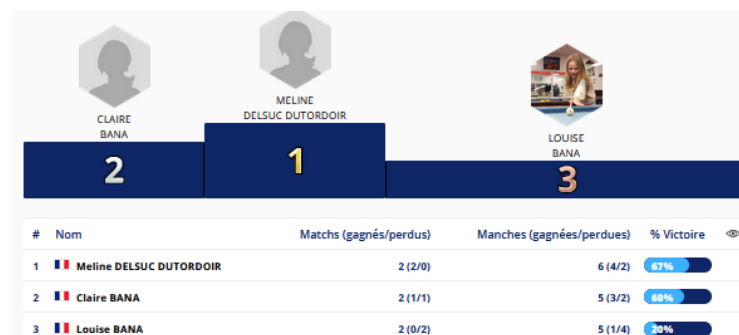 CLAIRE
BANA
MELINE
DELSUC DUTORDOIR
LOUISE
BANA
2
1
3
# Nom Matchs (gagnés/perdus) Manches (gagnées/perdues) % Victoire
1 Meline DELSUC DUTORDOIR 2 (2/0) 6 (4/2) 67%
2 Claire BANA 2 (1/1) 5 (3/2) 60%
3 Louise BANA 2 (0/2) 5 (1/4) 20%